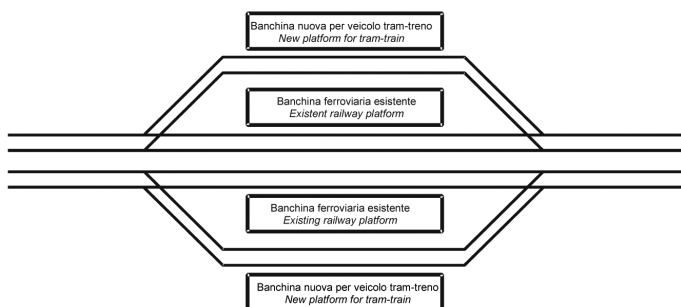 Banchina nuova per veicolo tram-treno
New platform for tram-train
Banchina ferroviaria esistente
Existent railway platform
Banchina ferroviaria esistente
Existing railway platform
Banchina nuova per veicolo tram-treno
New platform for tram-train